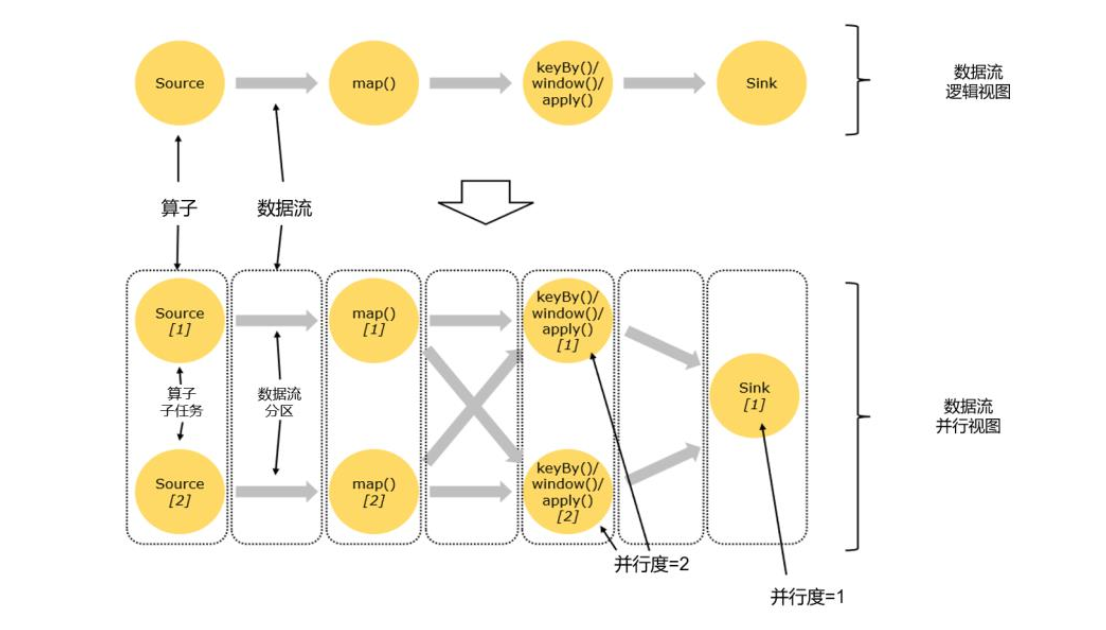 Source
map()
keyBy()/
window()/
apply()
Sink
数据流
逻辑视图
算子
数据流
Source
[1]
map()
[1]
keyBy()/
window()/
apply()
[1]
算子
子任务
数据流
分区
Sink
[1]
数据流
并行视图
Source
[2]
map()
[2]
keyBy()/
window()/
apply()
[2]
并行度=2
并行度=1